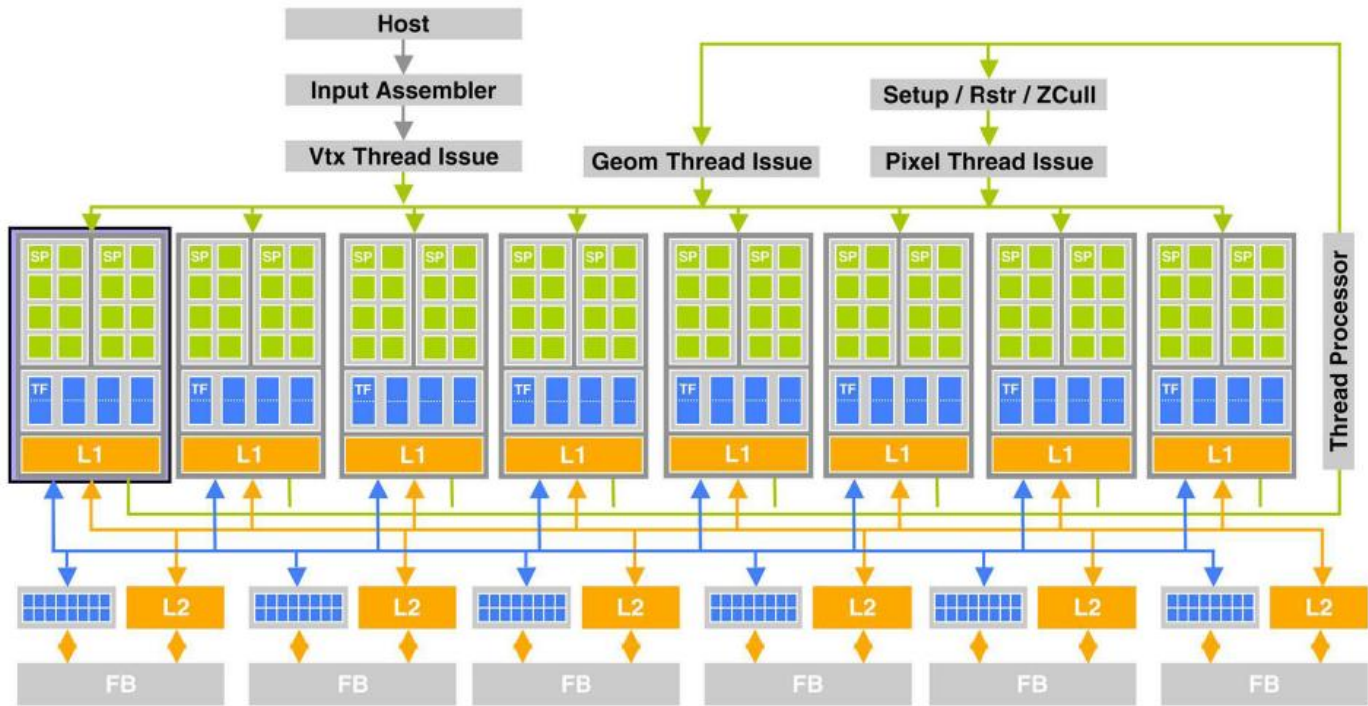 Host
Input Assembler
Setup / Rstr / ZCull
Vtx Thread Issue
Geom Thread Issue
Pixel Thread Issue
SP SP SP SP SP SP SP SP SP SP SP SP SP SP SP SP
Thread Processor
TF TF TF TF TF TF TF TF
L1 L1 L1 L1 L1 L1 L1 L1
L2 L2 L2 L2 L2 L2
FB FB FB FB FB FB